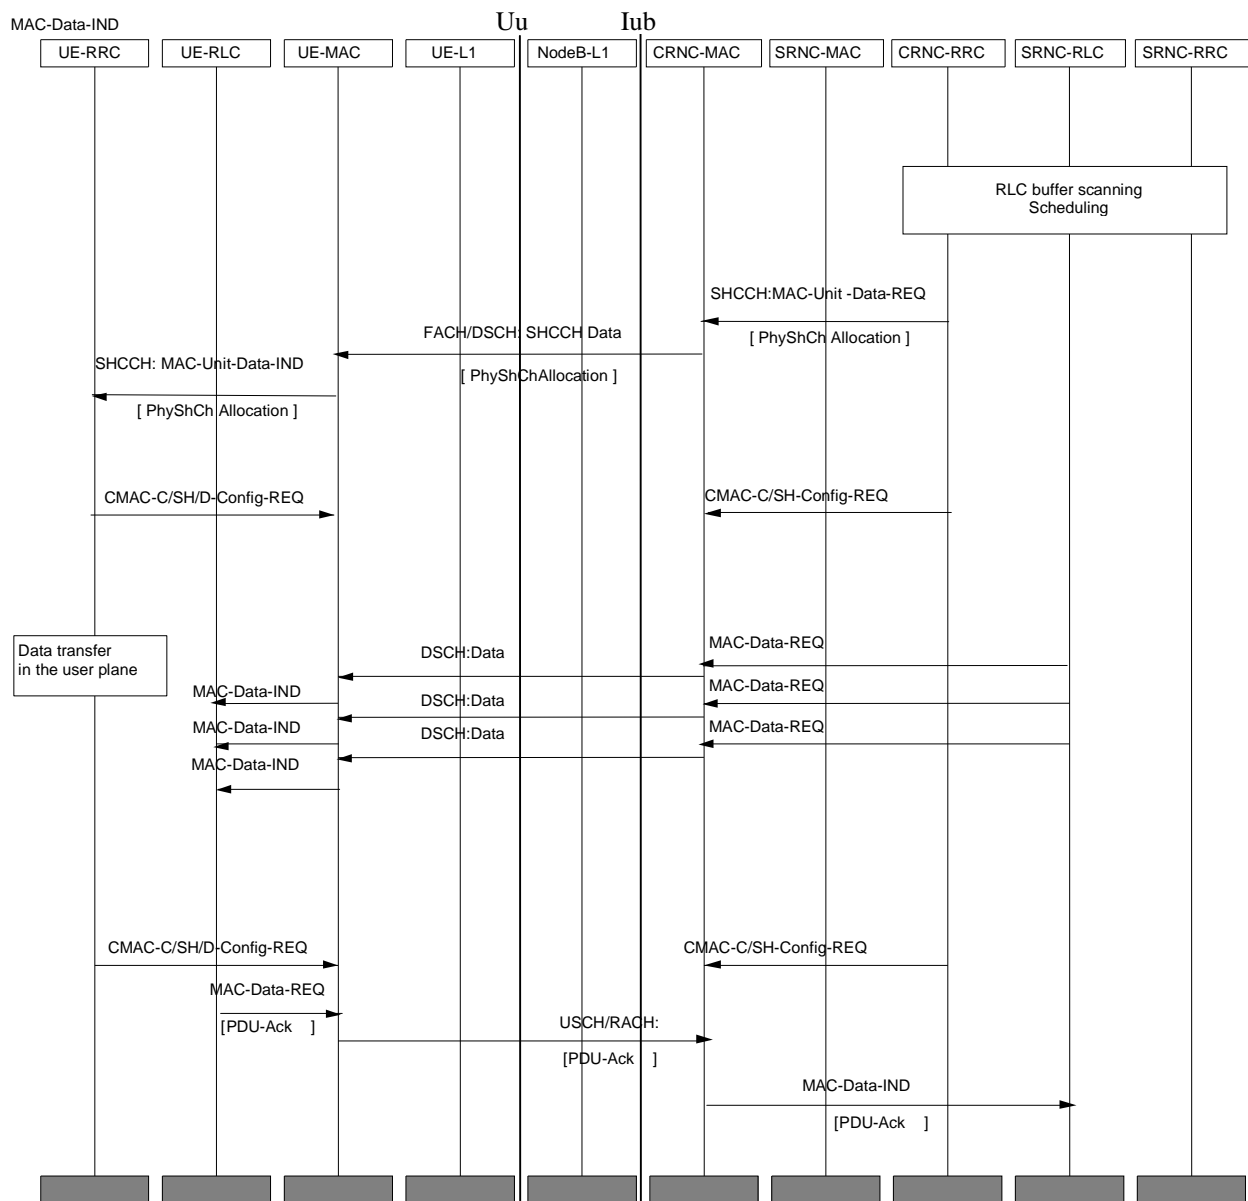 MAC-Data-IND
Uu
Iub
UE-RRC
UE-RLC
UE-MAC
UE-L1
NodeB-L1
CRNC-MAC
SRNC-MAC
CRNC-RRC
SRNC-RLC
SRNC-RRC
RLC buffer scanning
Scheduling
SHCCH:MAC-Unit -Data-REQ
[ PhyShCh Allocation ]
FACH/DSCH: SHCCH Data
[ PhyShChAllocation ]
SHCCH: MAC-Unit-Data-IND
[ PhyShCh Allocation ]
CMAC-C/SH/D-Config-REQ
CMAC-C/SH-Config-REQ
Data transfer
in the user plane
MAC-Data-REQ
DSCH:Data
MAC-Data-IND
MAC-Data-REQ
DSCH:Data
MAC-Data-IND
MAC-Data-REQ
DSCH:Data
MAC-Data-IND
CMAC-C/SH/D-Config-REQ
CMAC-C/SH-Config-REQ
MAC-Data-REQ
[PDU-Ack ]
USCH/RACH:
[PDU-Ack ]
MAC-Data-IND
[PDU-Ack ]